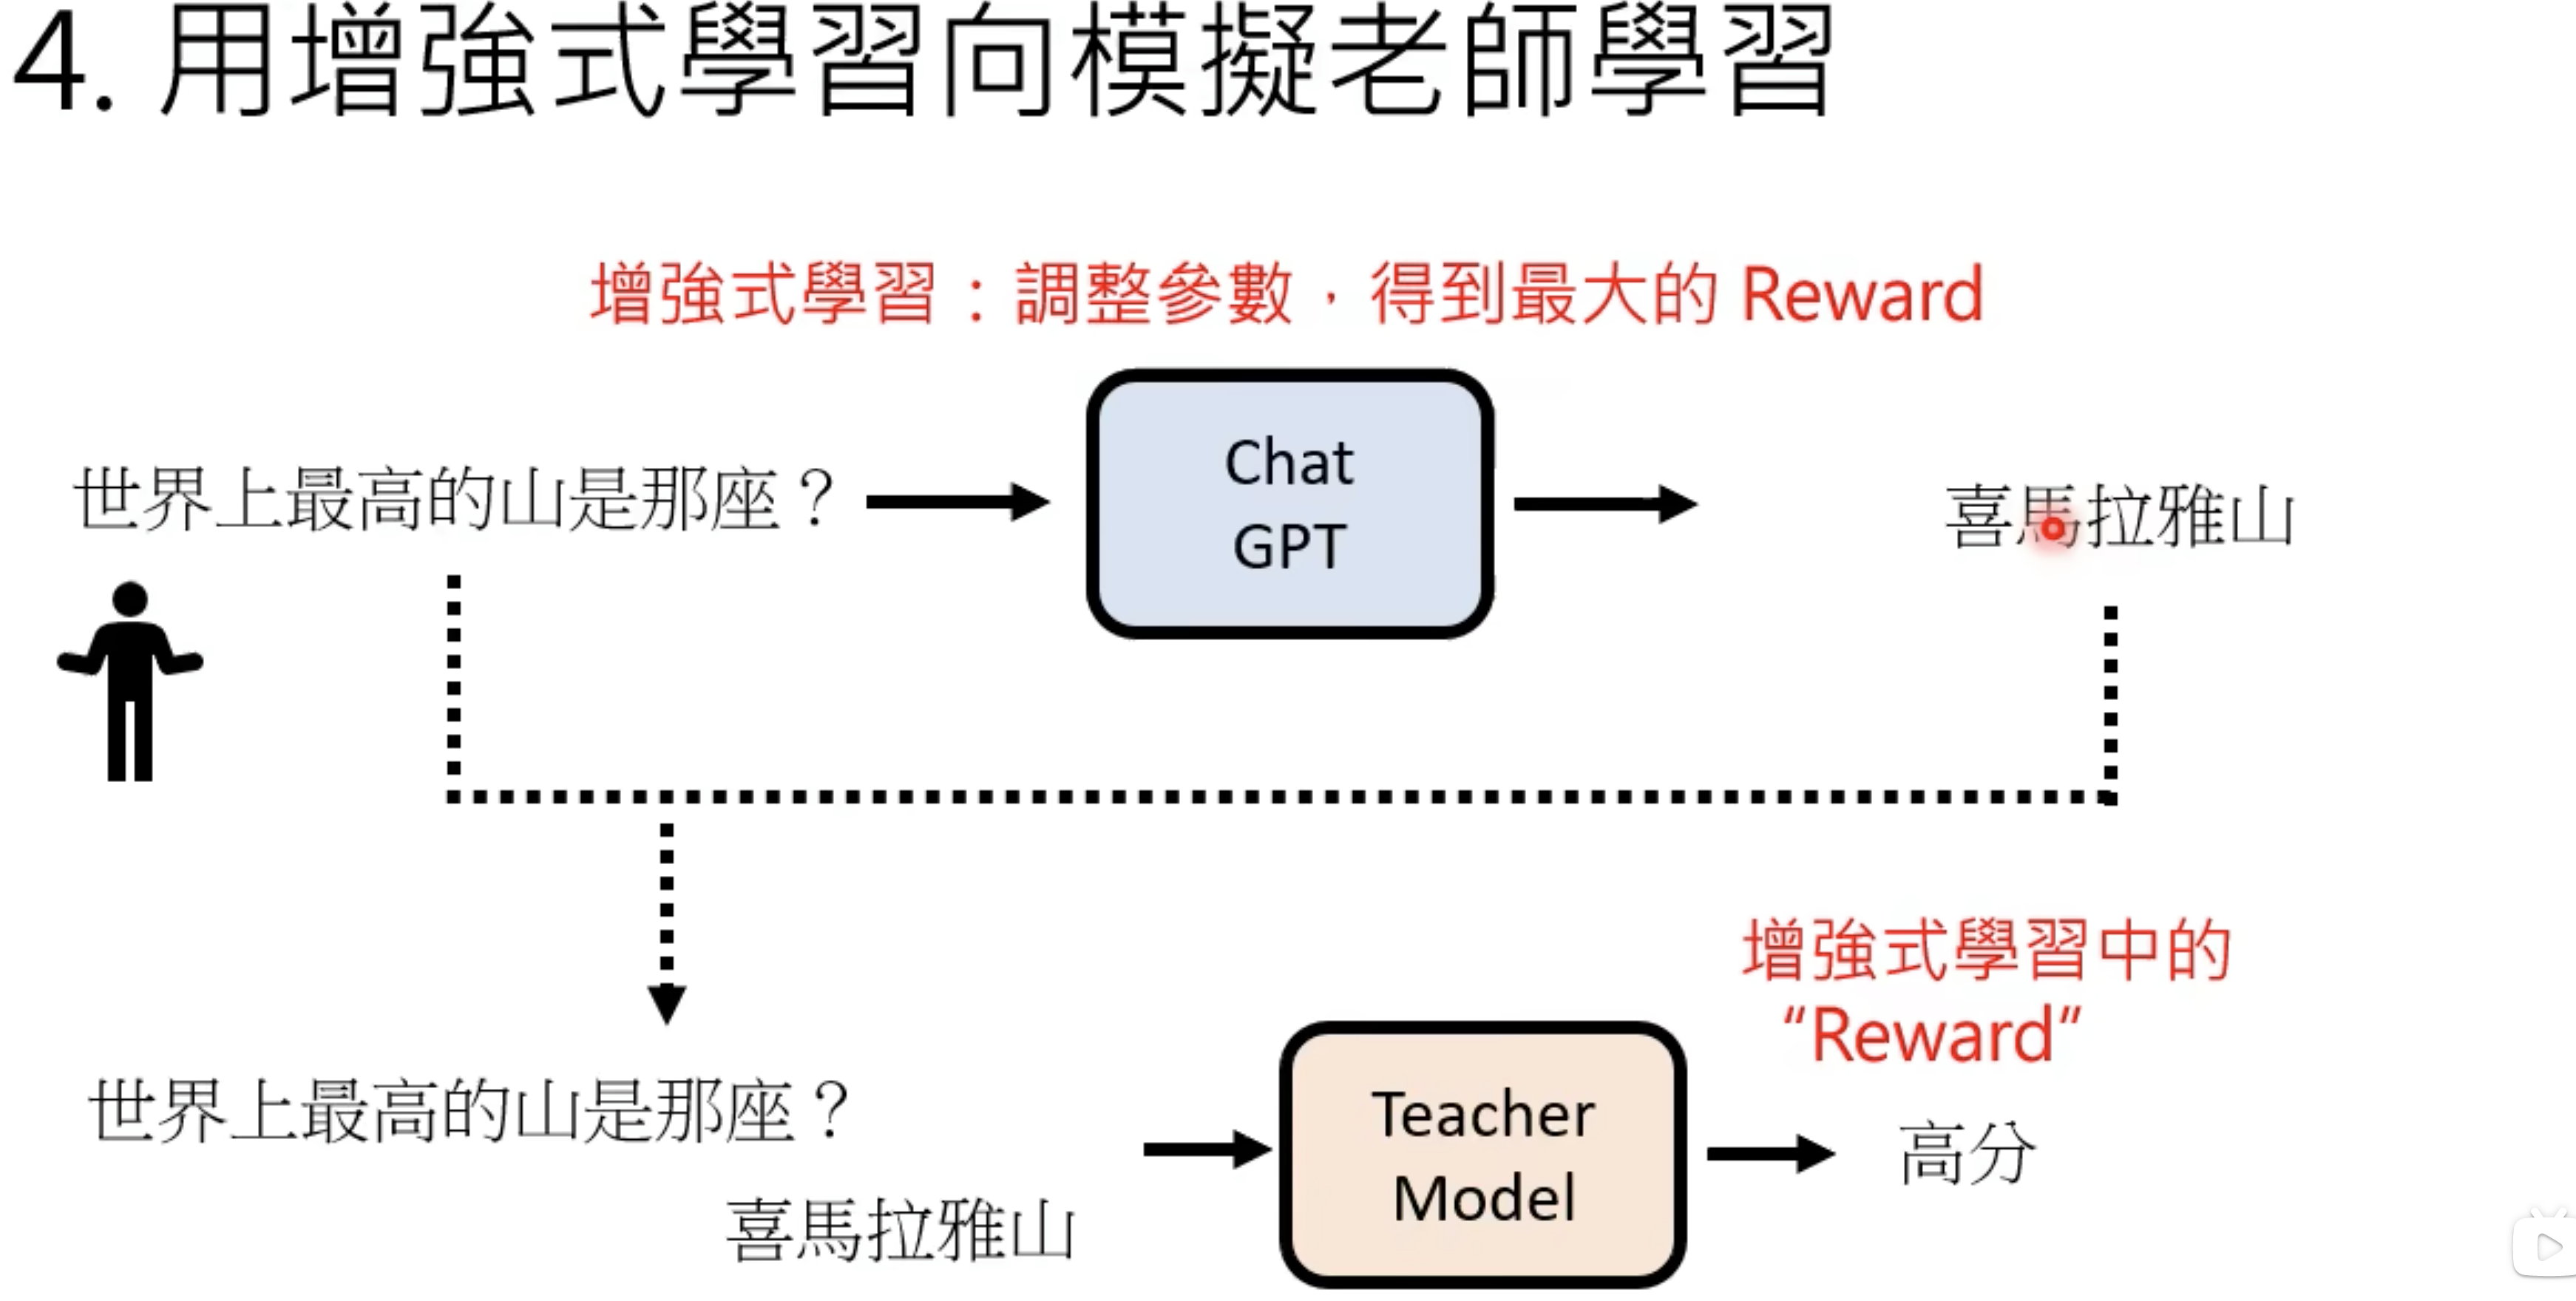 4. 用增強式學習向模擬老師學習
增強式學習：調整參數，得到最大的 Reward
世界上最高的山是那座？
Chat
GPT
喜馬拉雅山
增強式學習中的
“Reward”
世界上最高的山是那座？
喜馬拉雅山
Teacher
Model
高分